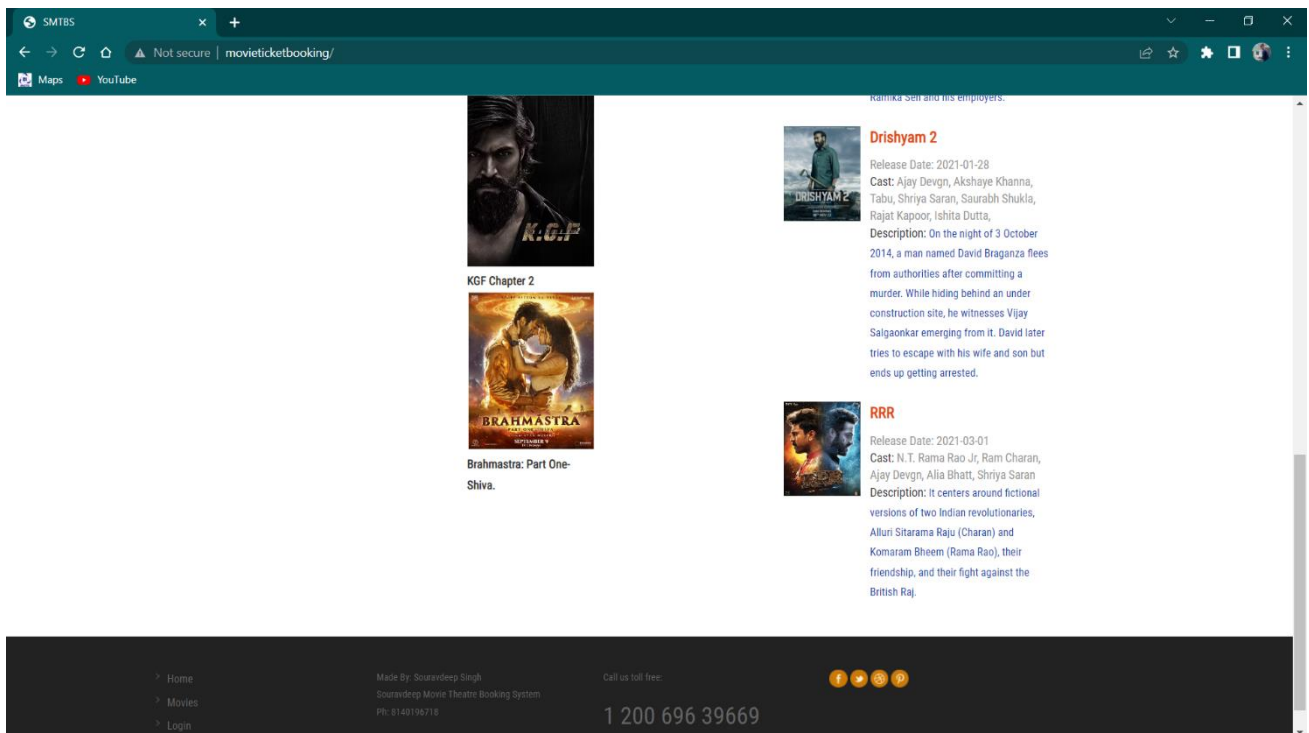 SMTBS
Not secure | movieticketbooking/
Maps YouTube
K.G.F
KGF Chapter 2
BRAHMĀSTRA
PART ONE: SHIVA
SEPTEMBER 9
Brahmastra: Part One-
Shiva.
Ramika Sen and his employers.
DRISHYAM 2
Drishyam 2
Release Date: 2021-01-28
Cast: Ajay Devgn, Akshaye Khanna,
Tabu, Shriya Saran, Saurabh Shukla,
Rajat Kapoor, Ishita Dutta,
Description: On the night of 3 October
2014, a man named David Braganza flees
from authorities after committing a
murder. While hiding behind an under
construction site, he witnesses Vijay
Salgaonkar emerging from it. David later
tries to escape with his wife and son but
ends up getting arrested.
RRR
Release Date: 2021-03-01
Cast: N.T. Rama Rao Jr, Ram Charan,
Ajay Devgn, Alia Bhatt, Shriya Saran
Description: It centers around fictional
versions of two Indian revolutionaries,
Alluri Sitarama Raju (Charan) and
Komaram Bheem (Rama Rao), their
friendship, and their fight against the
British Raj.
Home
Movies
Login
Made By: Souravdeep Singh
Souravdeep Movie Theatre Booking System
Ph: 8140196718
Call us toll free:
1 200 696 39669